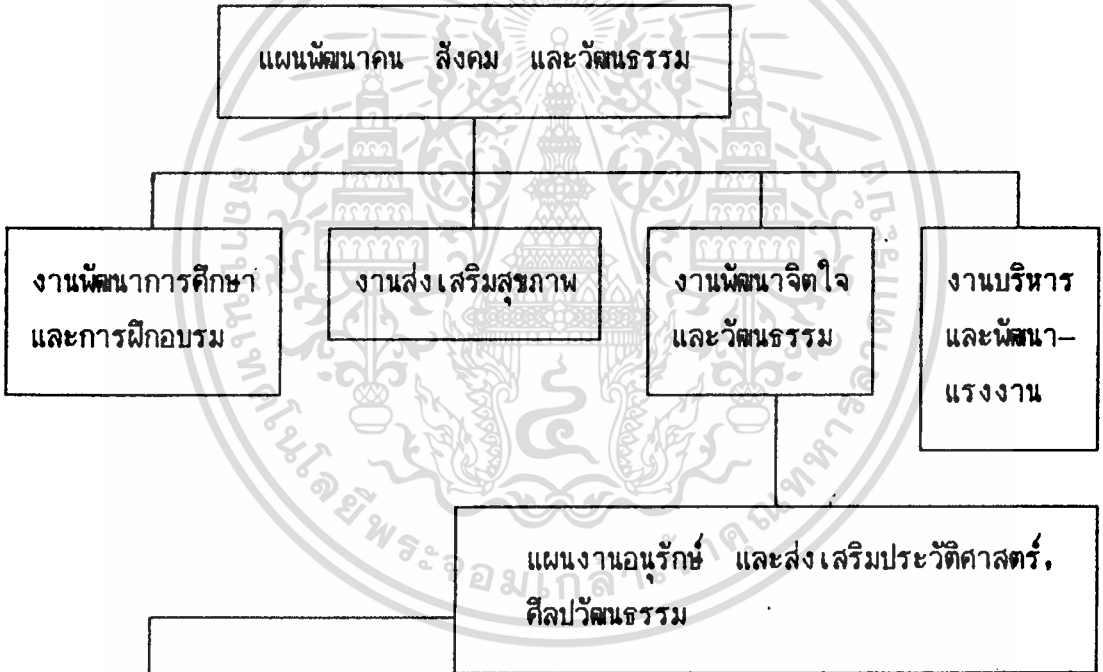 แผนพัฒนาคน สังคม และวัฒนธรรม
งานพัฒนาการศึกษา
และการฝึกอบรม
งานส่งเสริมสุขภาพ
งานพัฒนาจิตใจ
และวัฒนธรรม
งานบริหาร
และพัฒนา–
แรงงาน
แผนงานอนุรักษ์ และส่งเสริมประวัติศาสตร์,
ศิลปวัฒนธรรม